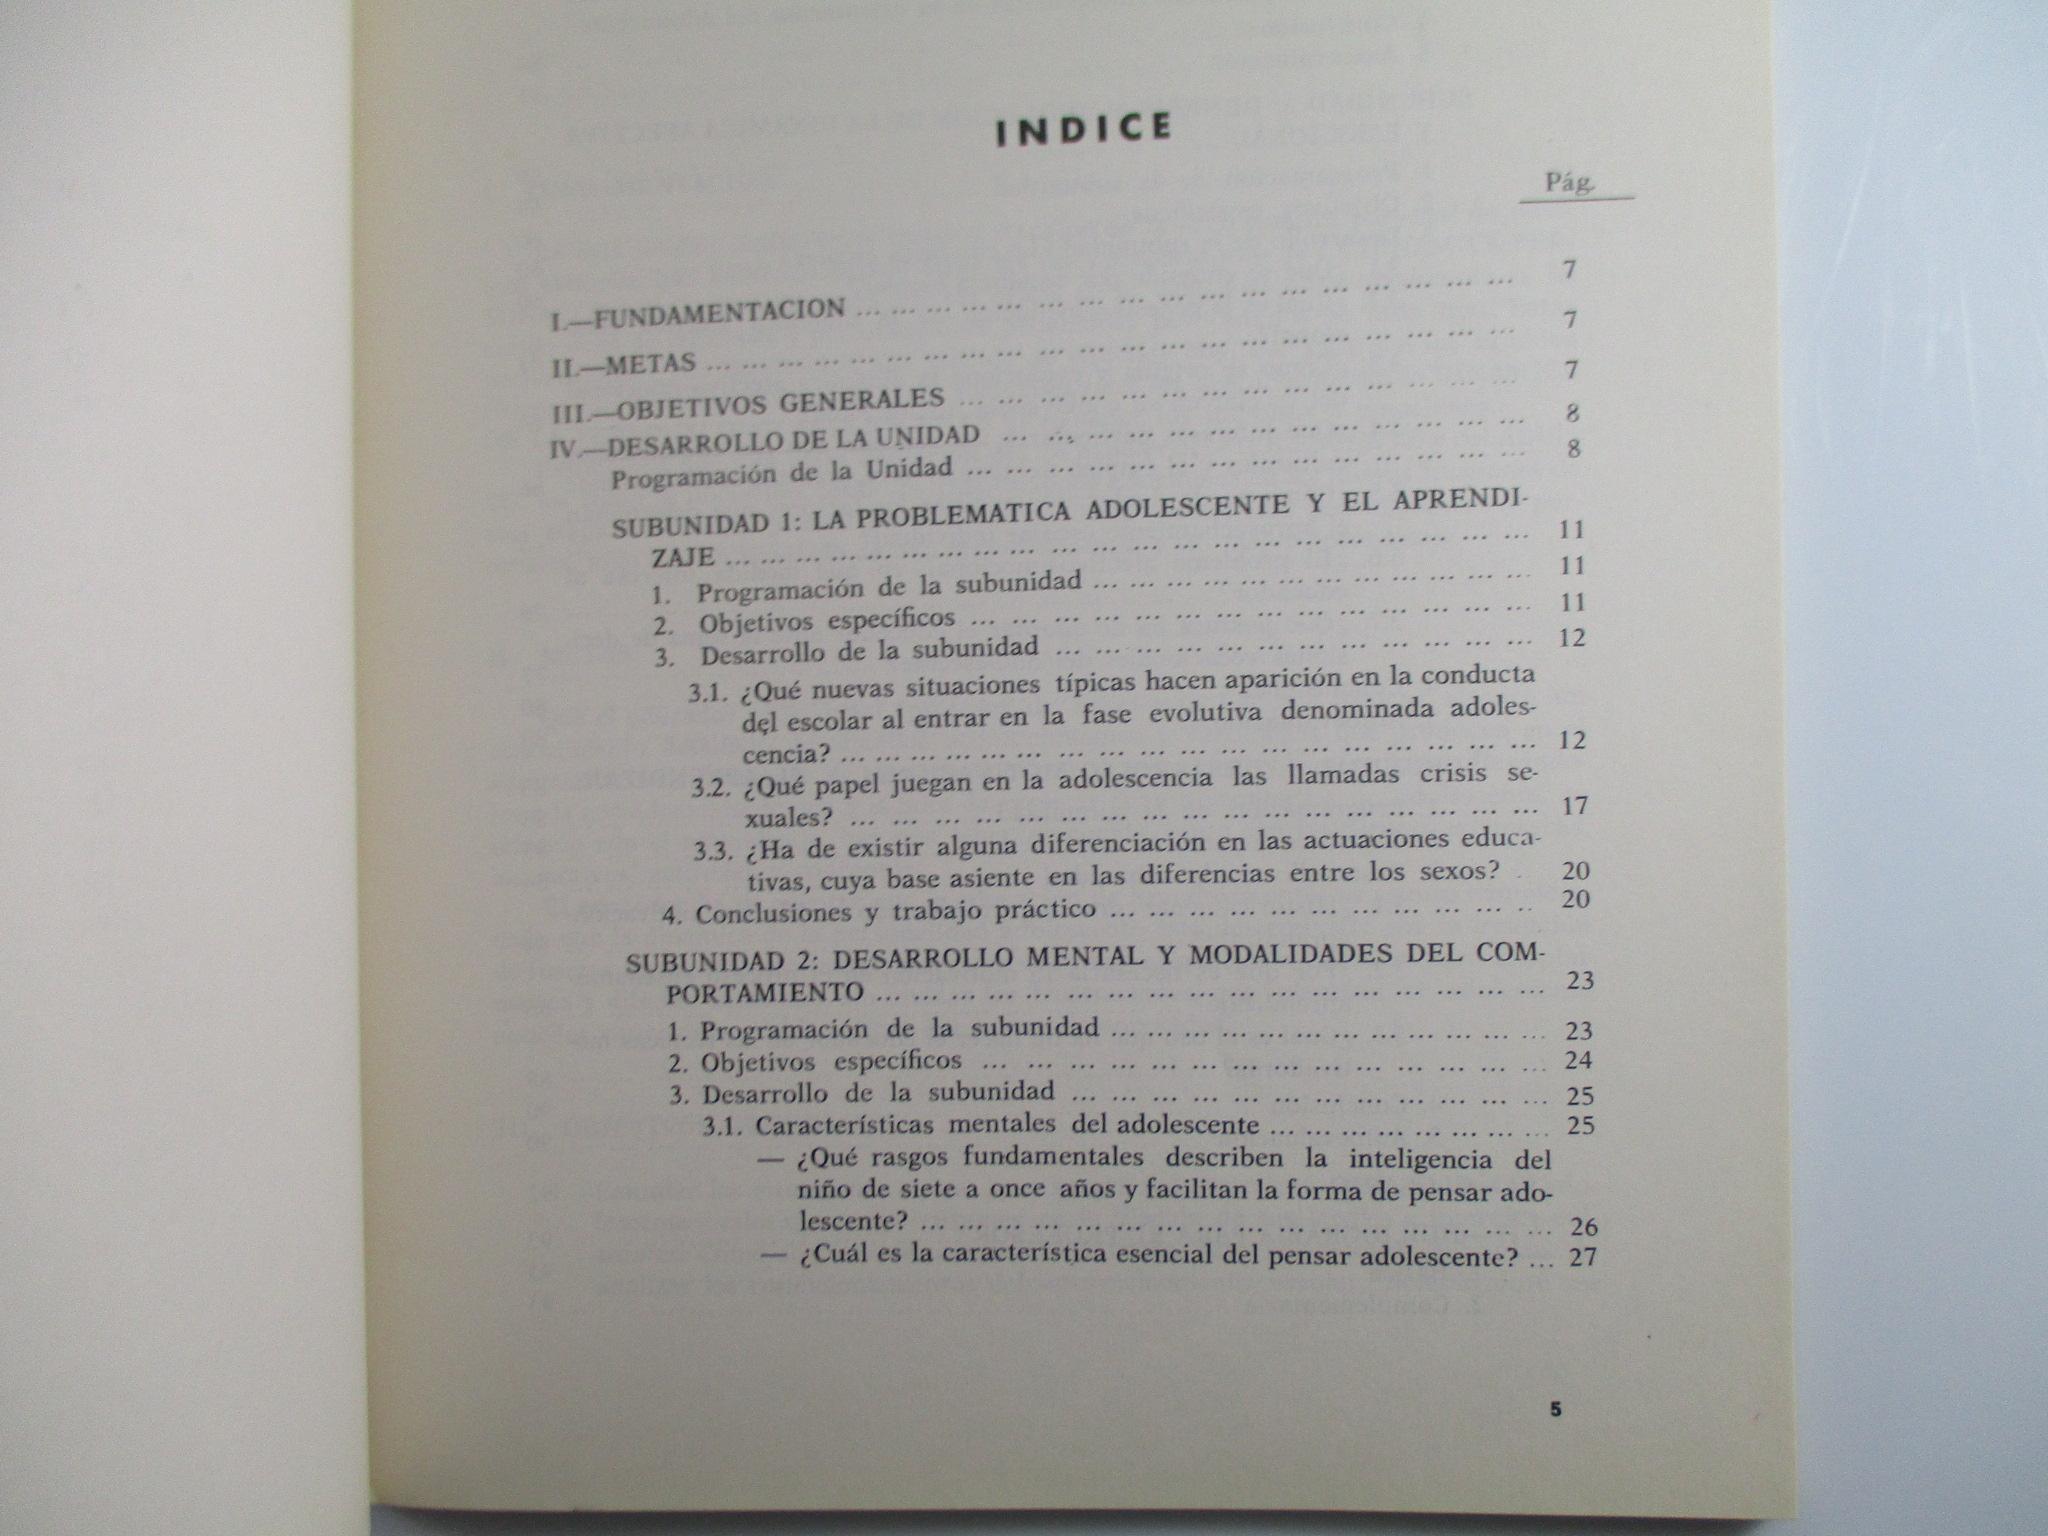 INDICE
Pág.
I.—FUNDAMENTACION ... ... ... ... ... ... ... ... ... ... ... ... ... ... ... ... ... 7
II.—METAS ... ... ... ... ... ... ... ... ... ... ... ... ... ... ... ... ... ... ... ... ... 7
III.—OBJETIVOS GENERALES ... ... ... ... ... ... ... ... ... ... ... ... ... ... 7
IV.—DESARROLLO DE LA UNIDAD ... ... ... ... ... ... ... ... ... ... ... ... ... 8
Programación de la Unidad ... ... ... ... ... ... ... ... ... ... ... ... ... ... 8
SUBUNIDAD 1: LA PROBLEMATICA ADOLESCENTE Y EL APRENDI-
ZAJE ... ... ... ... ... ... ... ... ... ... ... ... ... ... ... ... ... ... ... ... ... 11
1. Programación de la subunidad ... ... ... ... ... ... ... ... ... ... ... 11
2. Objetivos específicos ... ... ... ... ... ... ... ... ... ... ... ... ... ... 11
3. Desarrollo de la subunidad ... ... ... ... ... ... ... ... ... ... ... ... 12
3.1. ¿Qué nuevas situaciones típicas hacen aparición en la conducta
del escolar al entrar en la fase evolutiva denominada adoles-
cencia? ... ... ... ... ... ... ... ... ... ... ... ... ... ... ... ... ... ... 12
3.2. ¿Qué papel juegan en la adolescencia las llamadas crisis se-
xuales? ... ... ... ... ... ... ... ... ... ... ... ... ... ... ... ... ... 17
3.3. ¿Ha de existir alguna diferenciación en las actuaciones educa-
tivas, cuya base asiente en las diferencias entre los sexos? . 20
4. Conclusiones y trabajo práctico ... ... ... ... ... ... ... ... ... ... .. 20
SUBUNIDAD 2: DESARROLLO MENTAL Y MODALIDADES DEL COM-
PORTAMIENTO ... ... ... ... ... ... ... ... ... ... ... ... ... ... ... ... ... 23
1. Programación de la subunidad ... ... ... ... ... ... ... ... ... ... ... 23
2. Objetivos específicos ... ... ... ... ... ... ... ... ... ... ... ... ... ... 24
3. Desarrollo de la subunidad ... ... ... ... ... ... ... ... ... ... ... ... 25
3.1. Características mentales del adolescente ... ... ... ... ... ... ... 25
— ¿Qué rasgos fundamentales describen la inteligencia del
niño de siete a once años y facilitan la forma de pensar ado-
lescente? ... ... ... ... ... ... ... ... ... ... ... ... ... ... ... ... 26
— ¿Cuál es la característica esencial del pensar adolescente? ... 27
5